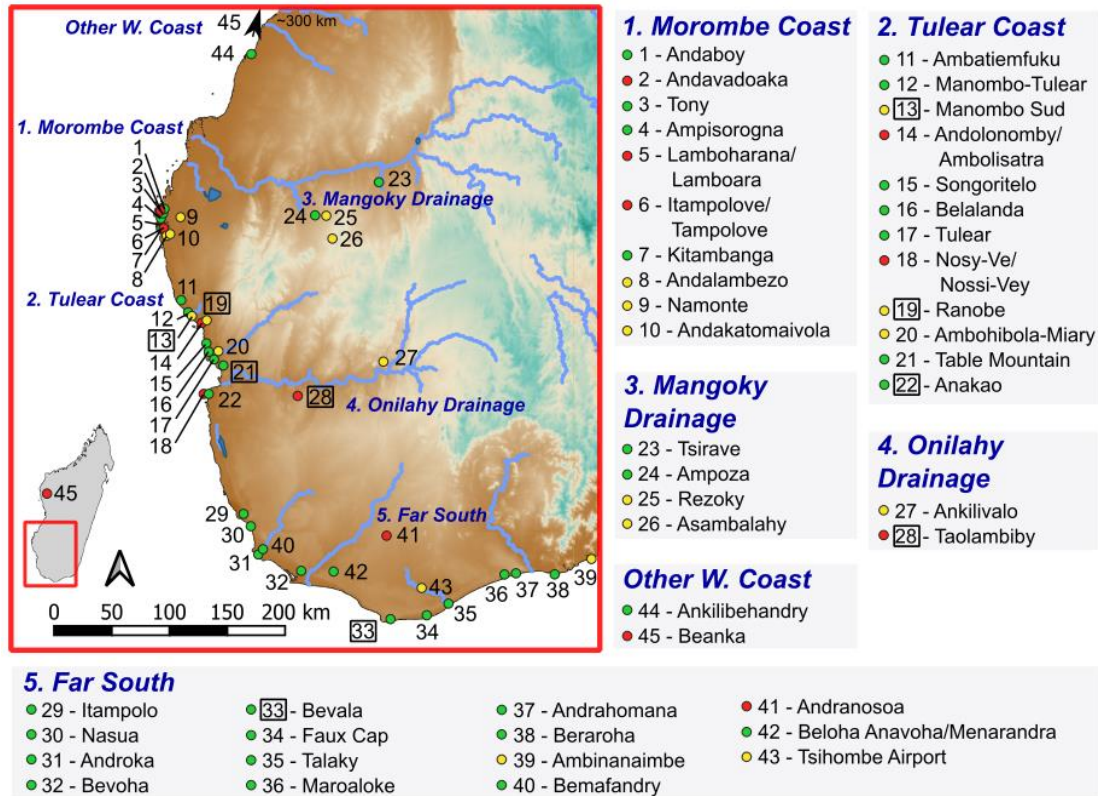 45
~300 km
Other W. Coast
44
1. Morombe Coast
1
2
3
4
5
6
7
8
9
10
23
3. Mangoky Drainage
24
25
26
11
2. Tulear Coast
19
12
13
14
20
15
21
16
17
22
18
27
28
4. Onilahy Drainage
45
29
30
31
40
5. Far South
41
32
42
43
33
34
35
36
37
38
39
0 50 100 150 200 km
1. Morombe Coast
1 - Andaboy
2 - Andavadoaka
3 - Tony
4 - Ampisorogna
5 - Lamboharana/
Lamboara
6 - Itampolove/
Tampolove
7 - Kitambanga
8 - Andalambezo
9 - Namonte
10 - Andakatomaivola
2. Tulear Coast
11 - Ambatiemfuku
12 - Manombo-Tulear
13 - Manombo Sud
14 - Andolonomby/
Ambolisatra
15 - Songoritelo
16 - Belalanda
17 - Tulear
18 - Nosy-Ve/
Nossi-Vey
19 - Ranobe
20 - Ambohibola-Miary
21 - Table Mountain
22 - Anakao
3. Mangoky
Drainage
23 - Tsirave
24 - Ampoza
25 - Rezoky
26 - Asambalahy
4. Onilahy
Drainage
27 - Ankilivalo
28 - Taolambiby
Other W. Coast
44 - Ankilibehandry
45 - Beanka
5. Far South
29 - Itampolo
30 - Nasua
31 - Androka
32 - Bevoha
33 - Bevala
34 - Faux Cap
35 - Talaky
36 - Maroaloke
37 - Andrahomana
38 - Beraroha
39 - Ambinanaimbe
40 - Bemafandry
41 - Andranosoa
42 - Beloha Anavoha/Menarandra
43 - Tsihombe Airport